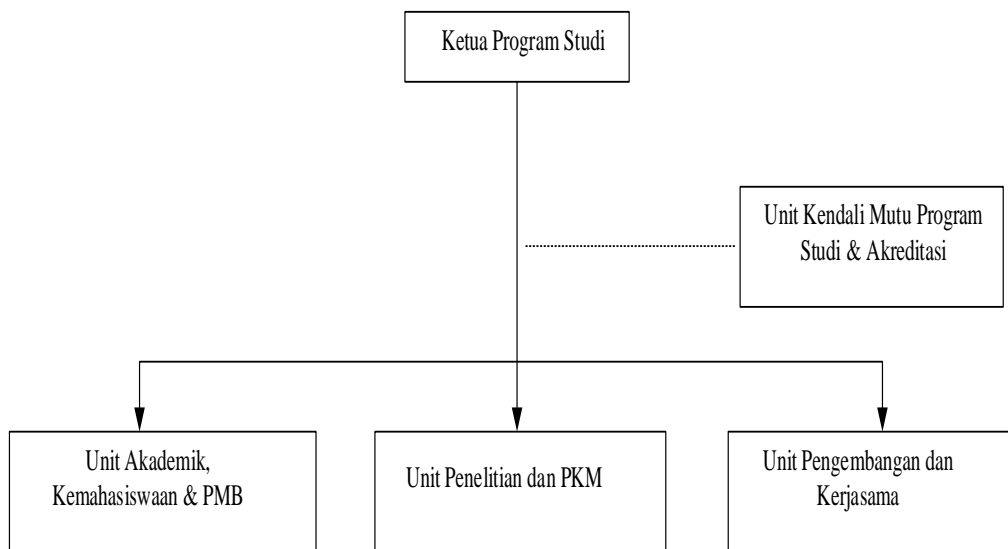 Ketua Program Studi
Unit Kendali Mutu Program
Studi & Akreditasi
Unit Akademik,
Kemahasiswaan & PMB
Unit Penelitian dan PKM
Unit Pengembangan dan
Kerjasama